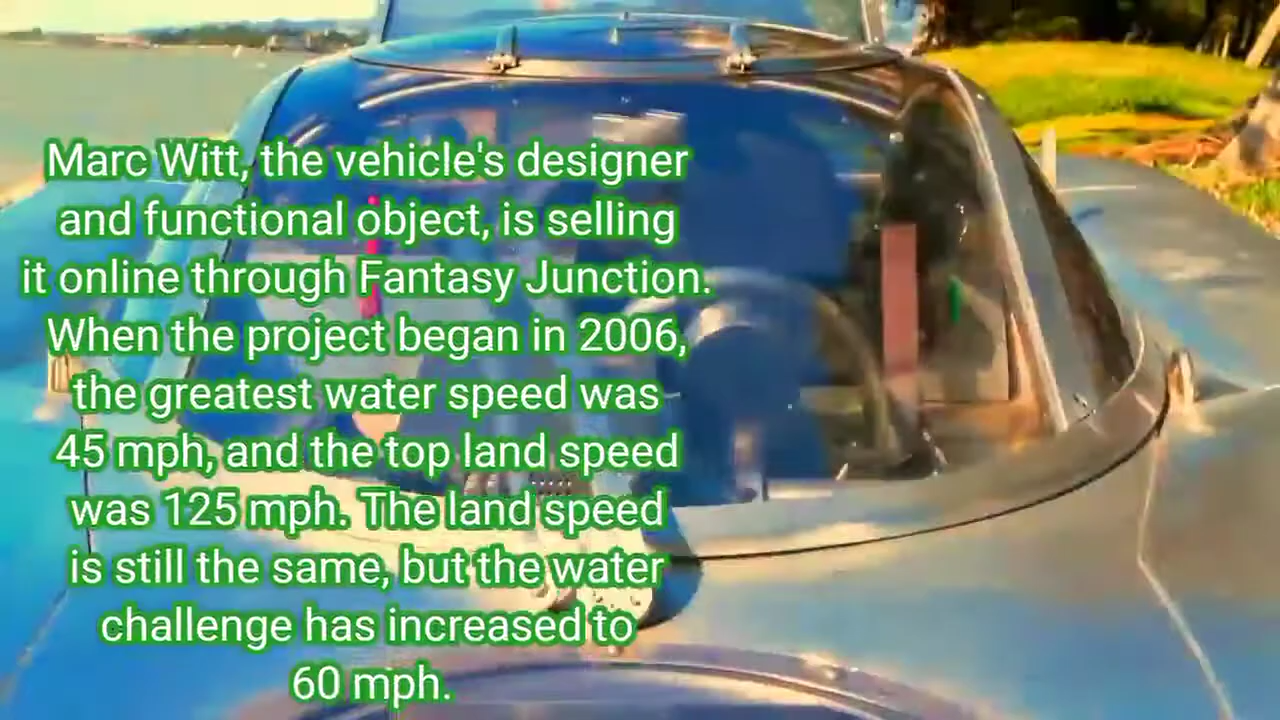 Marc Witt, the vehicle's designer
and functional object, is selling
it online through Fantasy Junction.
When the project began in 2006,
the greatest water speed was
45 mph, and the top land speed
was 125 mph. The land speed
is still the same, but the water
challenge has increased to
60 mph.